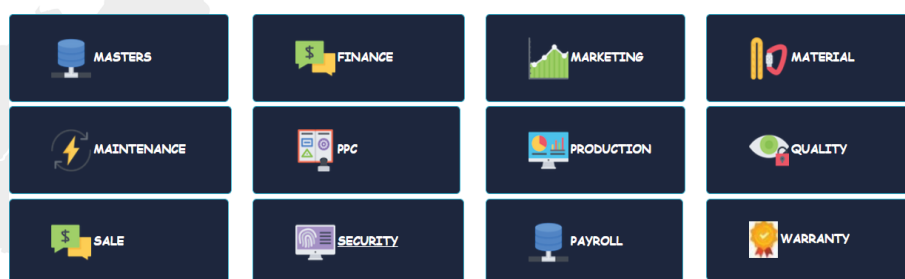 MASTERS
FINANCE
MARKETING
MATERIAL
MAINTENANCE
PPC
PRODUCTION
QUALITY
$ SALE
SECURITY
PAYROLL
WARRANTY